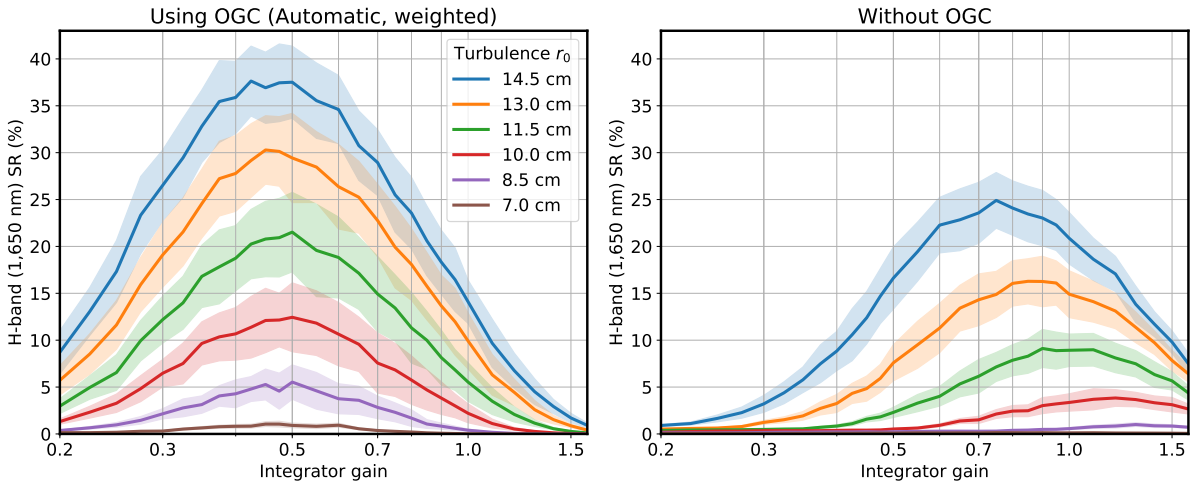 Using OGC (Automatic, weighted)
H-band (1,650 nm) SR (%)
40
35
30
25
20
15
10
5
0
0.2
0.3
0.5
0.7
1.0
1.5
Integrator gain
Turbulence r₀
14.5 cm
13.0 cm
11.5 cm
10.0 cm
8.5 cm
7.0 cm
Without OGC
H-band (1,650 nm) SR (%)
40
35
30
25
20
15
10
5
0
0.2
0.3
0.5
0.7
1.0
1.5
Integrator gain